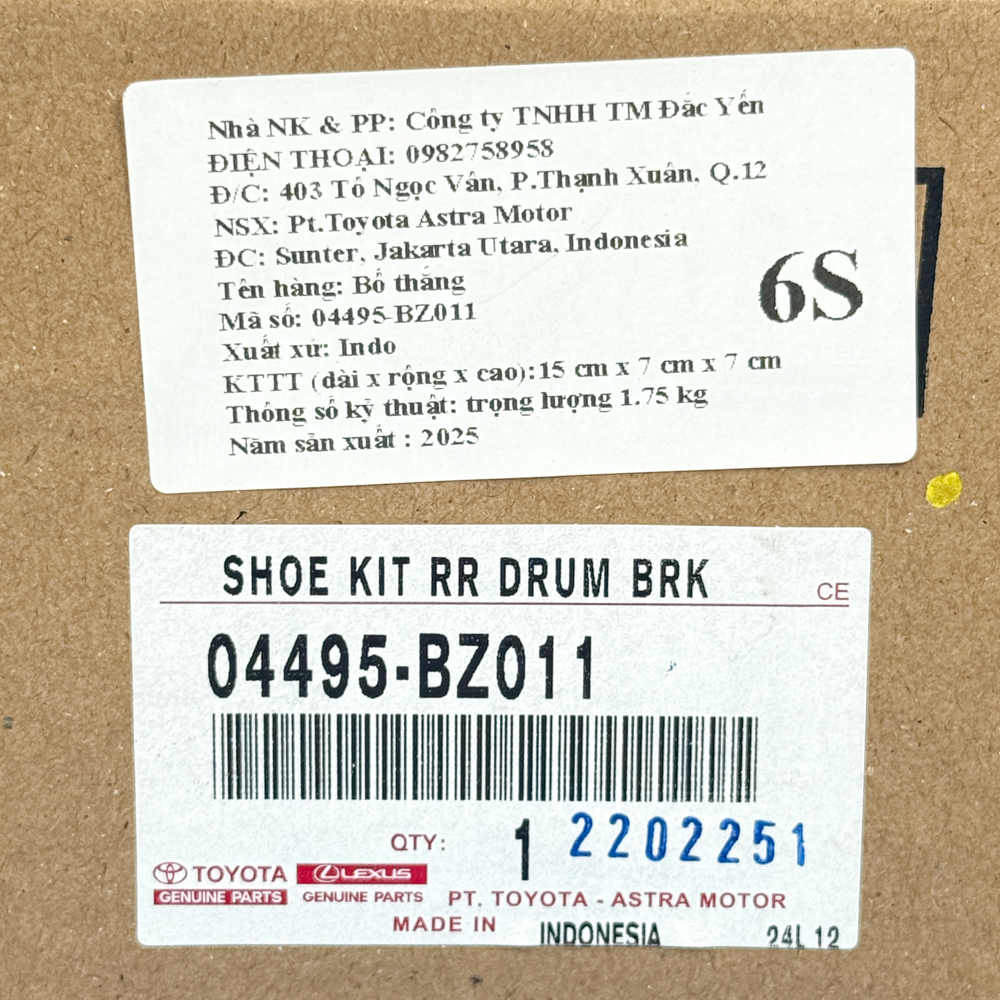 Nhà NK & PP: Công ty TNHH TM Đắc Yến
ĐIỆN THOẠI: 0982758958
Đ/C: 403 Tô Ngọc Vân, P.Thạnh Xuân, Q.12
NSX: Pt.Toyota Astra Motor
ĐC: Sunter, Jakarta Utara, Indonesia
Tên hàng: Bố thắng
Mã số: 04495-BZ011
Xuất xứ: Indo
KTTT (dài x rộng x cao):15 cm x 7 cm x 7 cm
Thông số kỹ thuật: trọng lượng 1.75 kg
Năm sản xuất : 2025
6S
SHOE KIT RR DRUM BRK
CE
04495-BZ011
QTY: 1 2202251
TOYOTA LEXUS
GENUINE PARTS GENUINE PARTS PT. TOYOTA - ASTRA MOTOR
MADE IN INDONESIA 24L 12